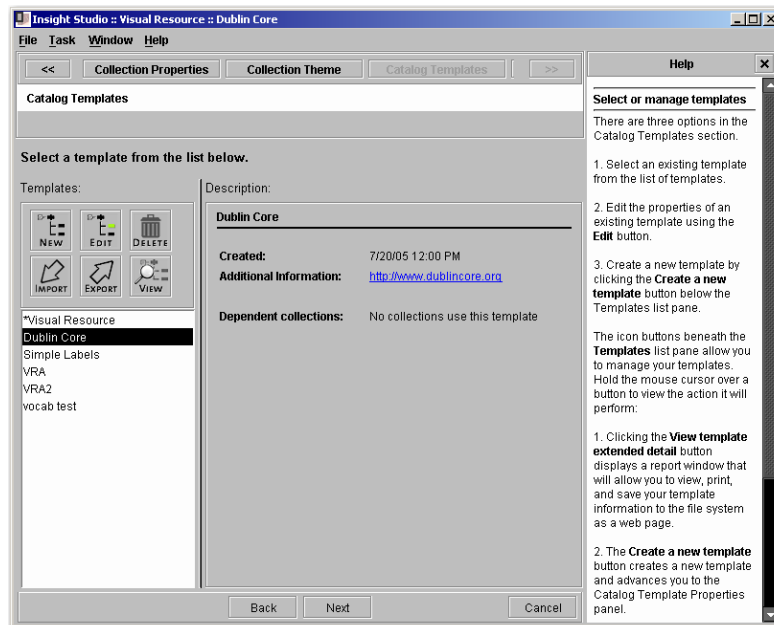 Insight Studio :: Visual Resource :: Dublin Core
File Task Window Help
<< Collection Properties Collection Theme Catalog Templates >>
Catalog Templates
Select a template from the list below.
Templates:
NEW EDIT DELETE
IMPORT EXPORT VIEW
*Visual Resource
Dublin Core
Simple Labels
VRA
VRA2
vocab test
Description:
Dublin Core
Created: 7/20/05 12:00 PM
Additional Information: http://www.dublincore.org
Dependent collections: No collections use this template
Back Next Cancel
Help
Select or manage templates
There are three options in the
Catalog Templates section.
1. Select an existing template
from the list of templates.
2. Edit the properties of an
existing template using the
Edit button.
3. Create a new template by
clicking the Create a new
template button below the
Templates list pane.
The icon buttons beneath the
Templates list pane allow you
to manage your templates.
Hold the mouse cursor over a
button to view the action it will
perform:
1. Clicking the View template
extended detail button
displays a report window that
will allow you to view, print,
and save your template
information to the file system
as a web page.
2. The Create a new template
button creates a new template
and advances you to the
Catalog Template Properties
panel.